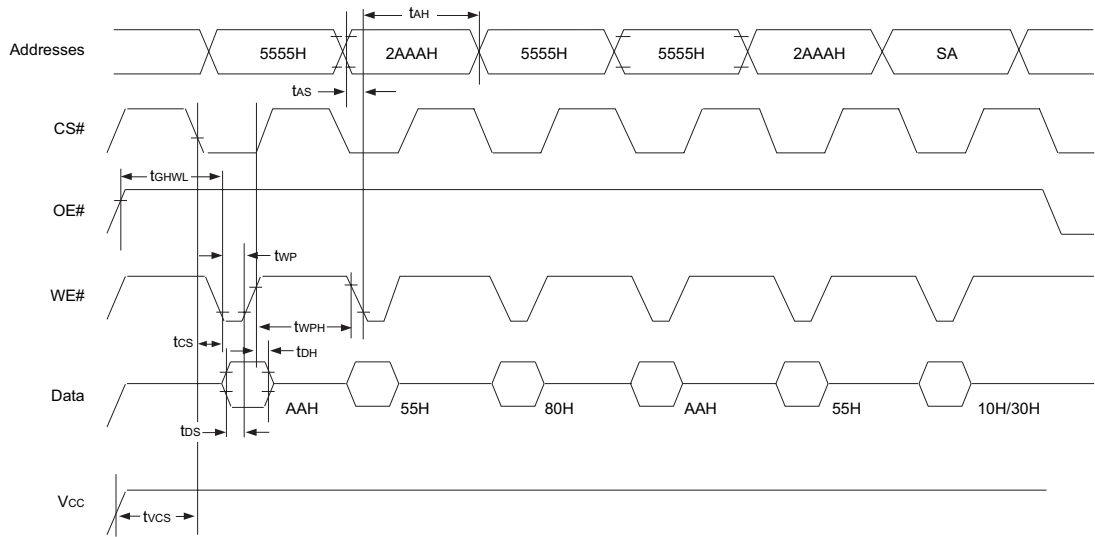 tAH
Addresses 5555H 2AAAH 5555H 5555H 2AAAH SA
tAS
CS#
tGHWL
OE#
tWP
WE#
tWPH
tCS
tDH
Data
AAH 55H 80H AAH 55H 10H/30H
tDS
VCC
tVCS